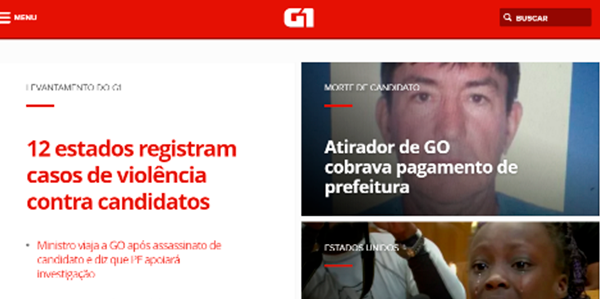 MENU
G1
BUSCAR
LEVANTAMENTO DO G1
12 estados registram
casos de violência
contra candidatos
Ministro viaja a GO após assassinato de
candidato e diz que PF apoiará
investigação
MORTE DE CANDIDATO
Atirador de GO
cobrava pagamento de
prefeitura
ESTADOS UNIDOS